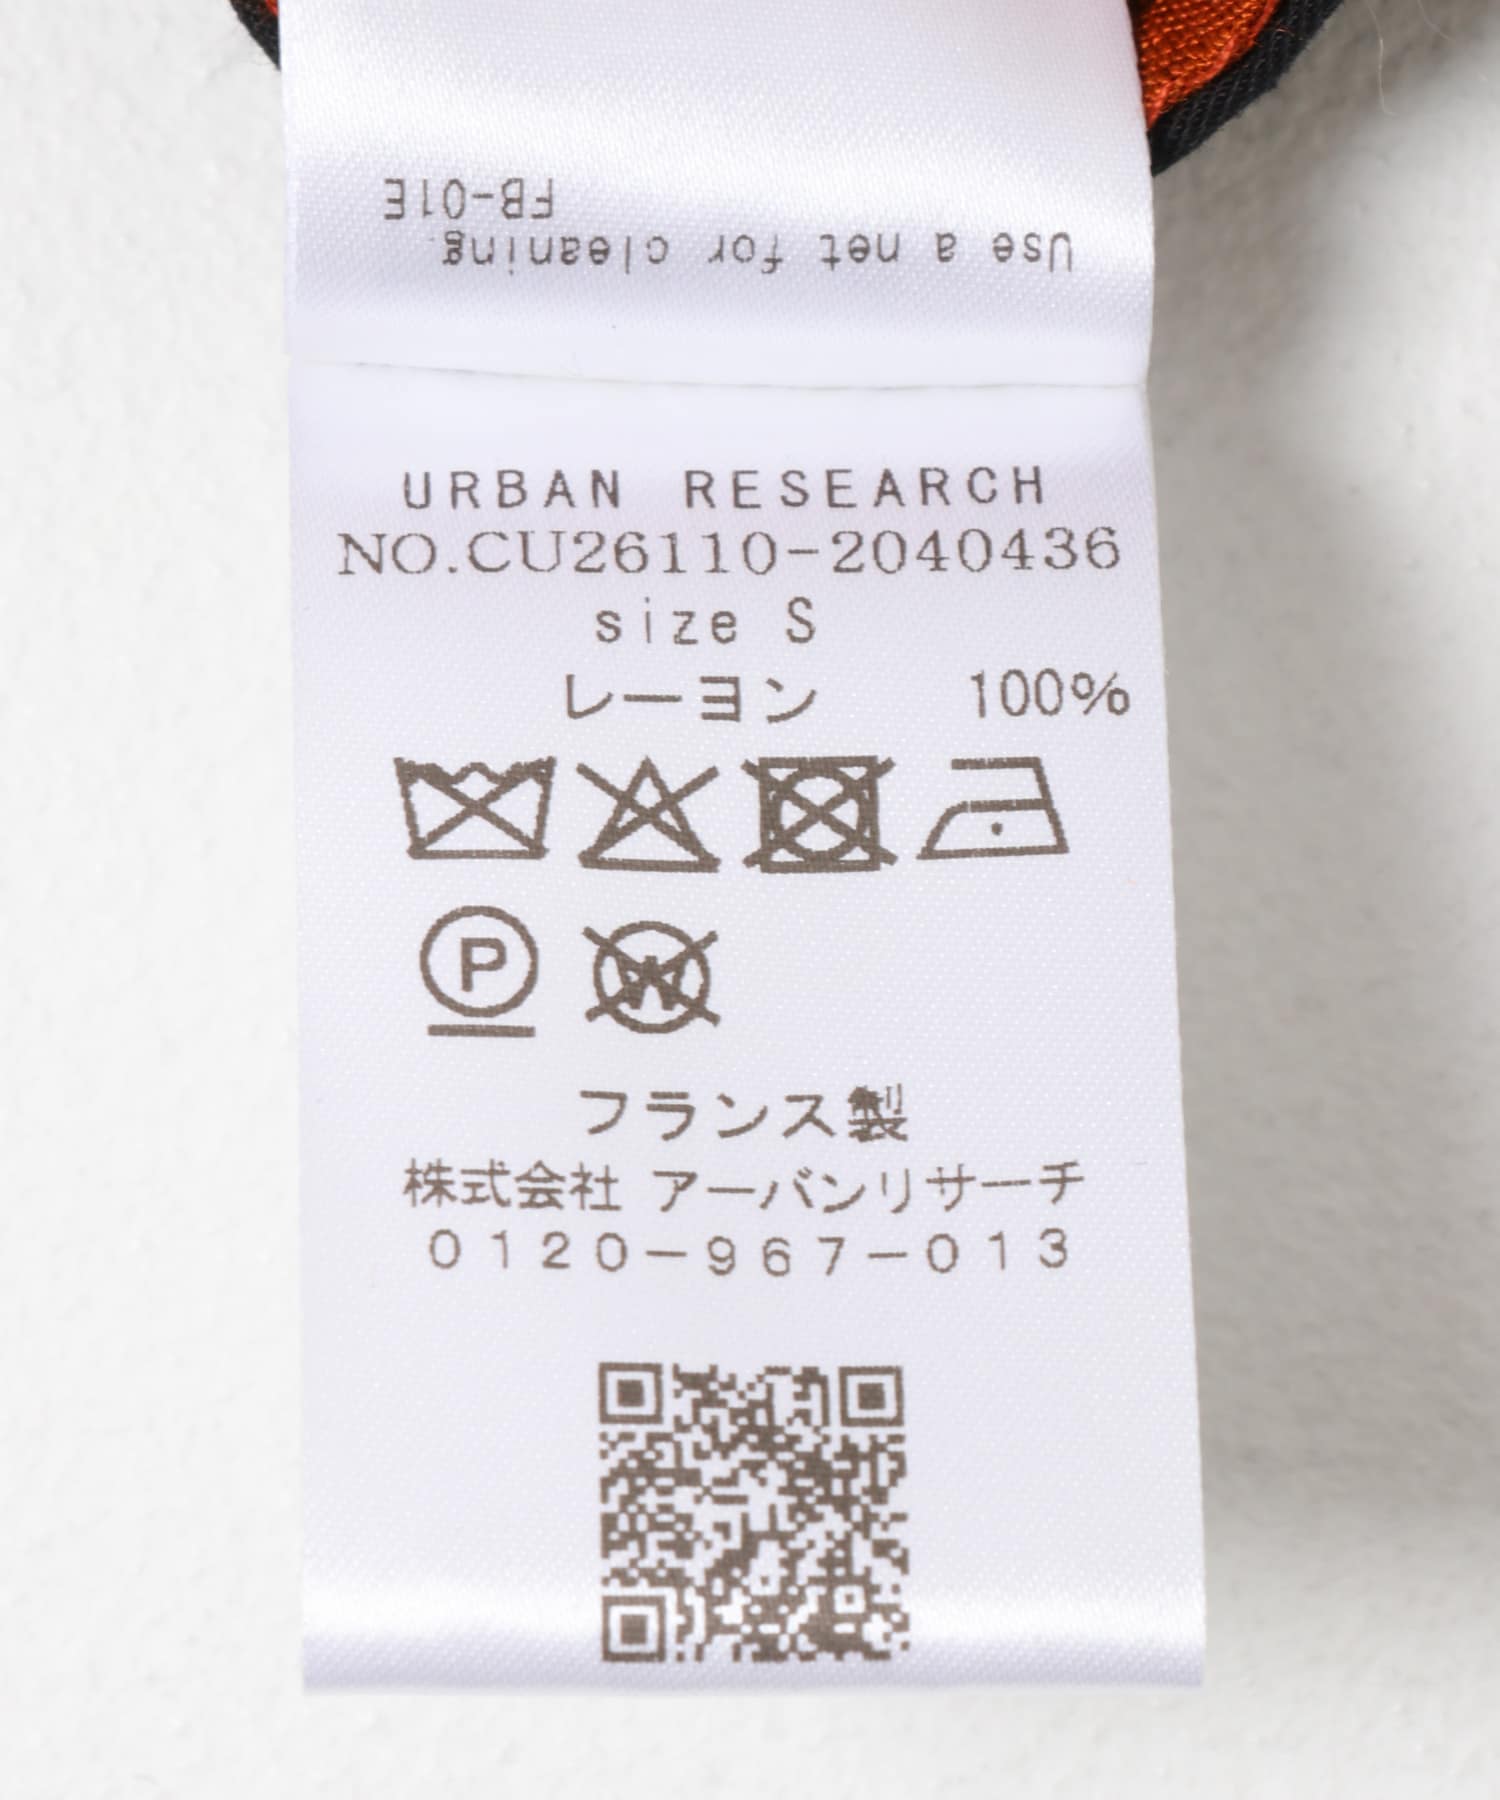 Use a net for cleaning.
FB-01E
URBAN RESEARCH
NO.CU26110-2040436
size S
レーヨン 100%
P
W
フランス製
株式会社 アーバンリサーチ
0120-967-013